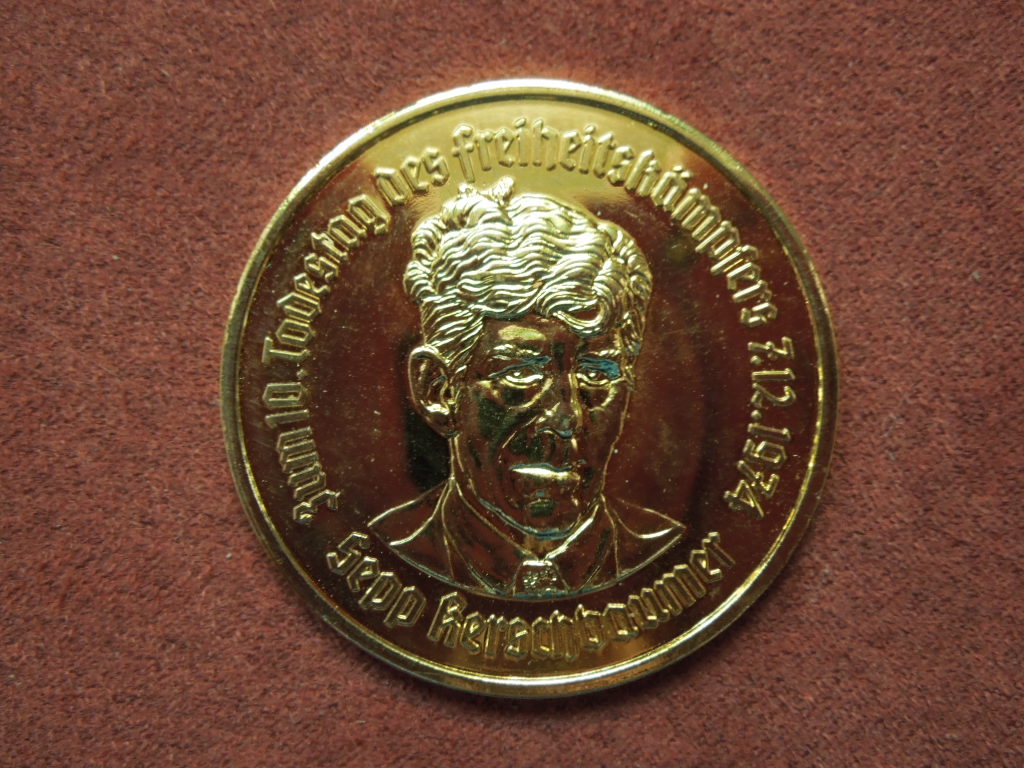 Zum 10. Todestag des freiheitskämpfers 7.12.1974
Sepp Kerschbaumer